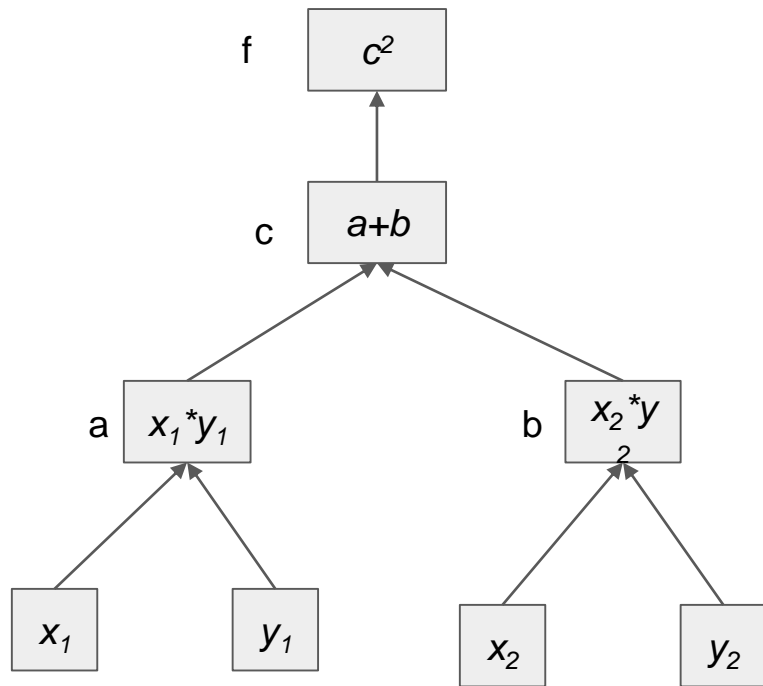 f
c²
c
a+b
a
x₁*y₁
b
x₂*y
₂
x₁
y₁
x₂
y₂